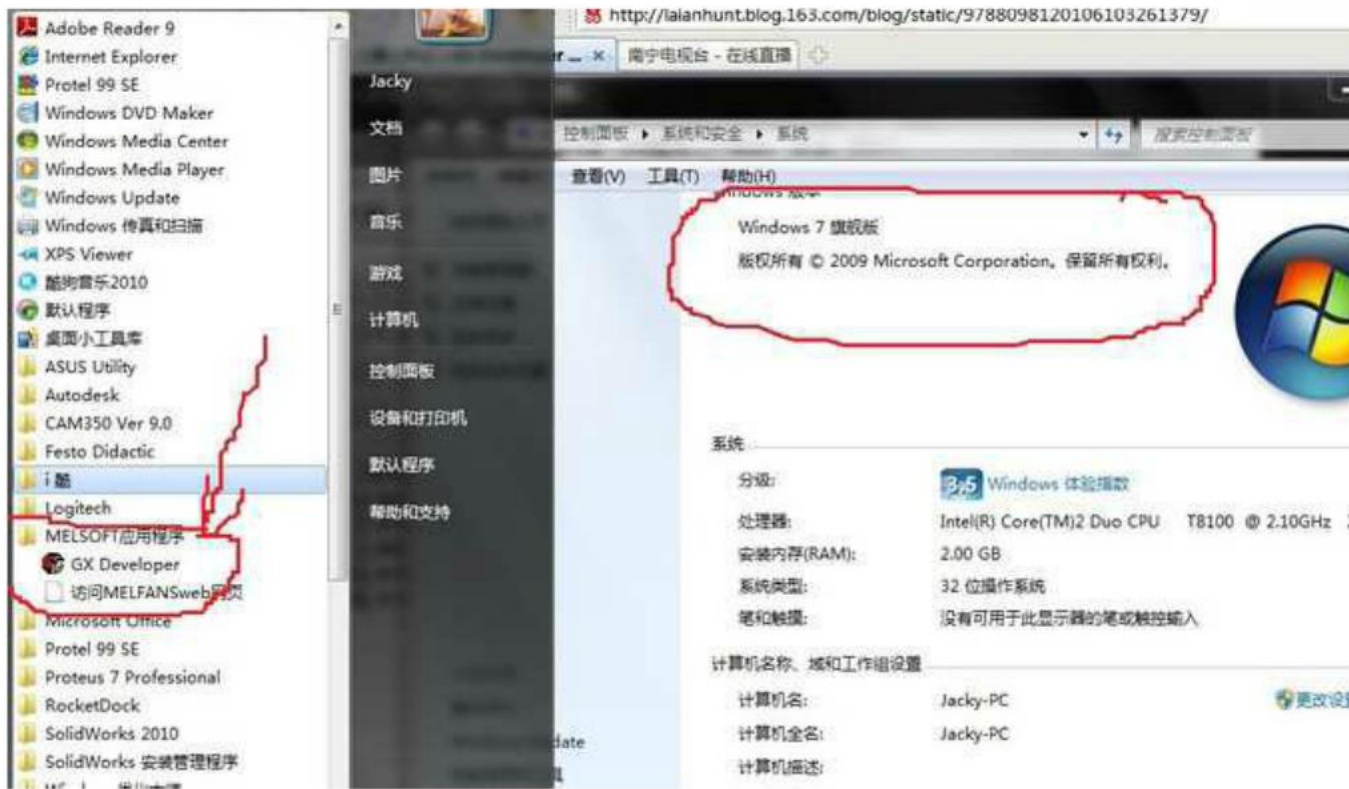 Adobe Reader 9
Internet Explorer
Protel 99 SE
Windows DVD Maker
Windows Media Center
Windows Media Player
Windows Update
Windows 传真和扫描
XPS Viewer
酷狗音乐2010
默认程序
桌面小工具库
ASUS Utility
Autodesk
CAM350 Ver 9.0
Festo Didactic
i 酷
Logitech
MELSOFT应用程序
GX Developer
访问MELFANSweb网页
Microsoft Office
Protel 99 SE
Proteus 7 Professional
RocketDock
SolidWorks 2010
SolidWorks 安装管理程序
Jacky
文档
图片
音乐
游戏
计算机
控制面板
设备和打印机
默认程序
帮助和支持
http://laianhunt.blog.163.com/blog/static/9788098120106103261379/
南宁电视台 - 在线直播
控制面板 系统和安全 系统
搜索控制面板
查看(V) 工具(T) 帮助(H)
Windows 版本
Windows 7 旗舰版
版权所有 © 2009 Microsoft Corporation。保留所有权利。
系统
分级: 3.5 Windows 体验指数
处理器: Intel(R) Core(TM)2 Duo CPU T8100 @ 2.10GHz
安装内存(RAM): 2.00 GB
系统类型: 32 位操作系统
笔和触摸: 没有可用于此显示器的笔或触控输入
计算机名称、域和工作组设置
计算机名: Jacky-PC
更改设置
计算机全名: Jacky-PC
计算机描述: